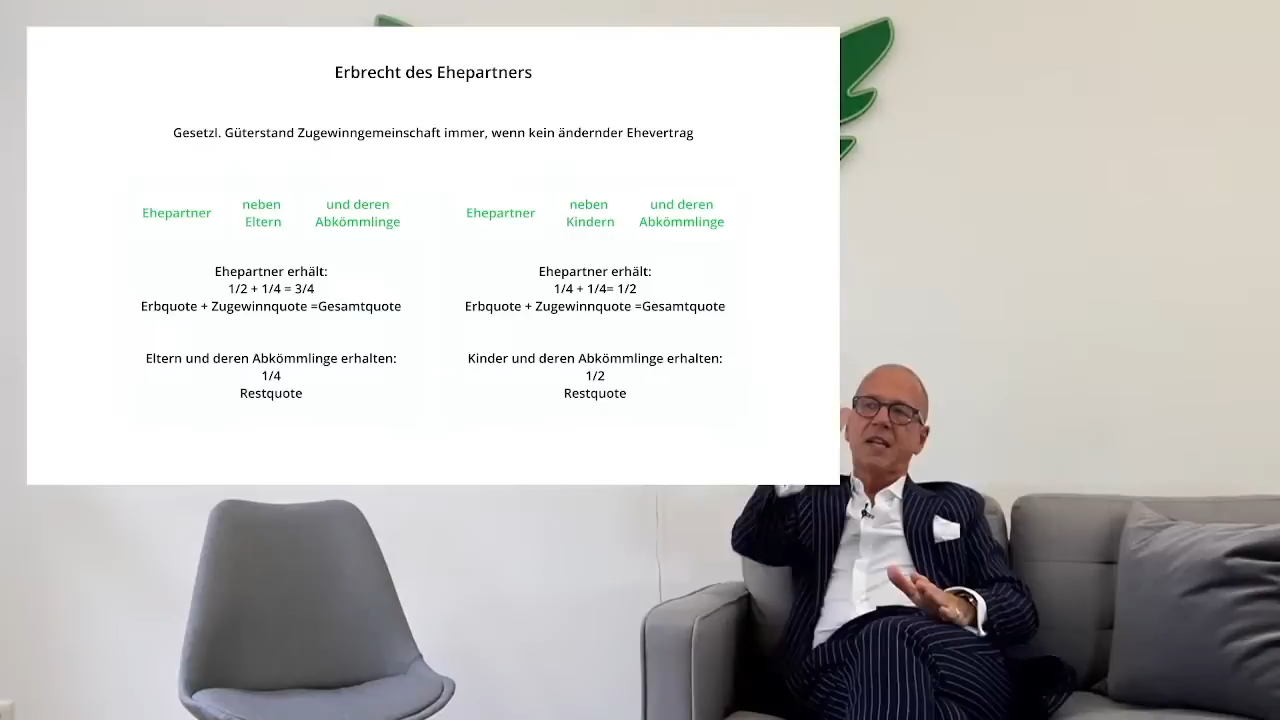 Erbrecht des Ehepartners
Gesetzl. Güterstand Zugewinngemeinschaft immer, wenn kein ändernder Ehevertrag
Ehepartner
neben
Eltern
und deren
Abkömmlinge
Ehepartner erhält:
1/2 + 1/4 = 3/4
Erbquote + Zugewinnquote =Gesamtquote
Eltern und deren Abkömmlinge erhalten:
1/4
Restquote
Ehepartner
neben
Kindern
und deren
Abkömmlinge
Ehepartner erhält:
1/4 + 1/4= 1/2
Erbquote + Zugewinnquote =Gesamtquote
Kinder und deren Abkömmlinge erhalten:
1/2
Restquote